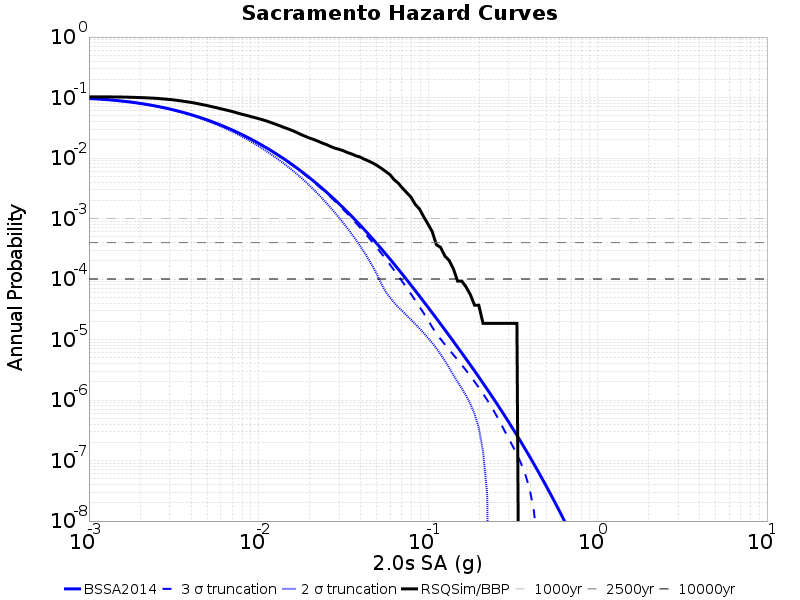 Sacramento Hazard Curves
10^0
10^-1
10^-2
10^-3
10^-4
10^-5
10^-6
10^-7
10^-8
Annual Probability
10^-3 10^-2 10^-1 10^0 10^1
2.0s SA (g)
BSSA2014 3 σ truncation 2 σ truncation RSQSim/BBP 1000yr 2500yr 10000yr